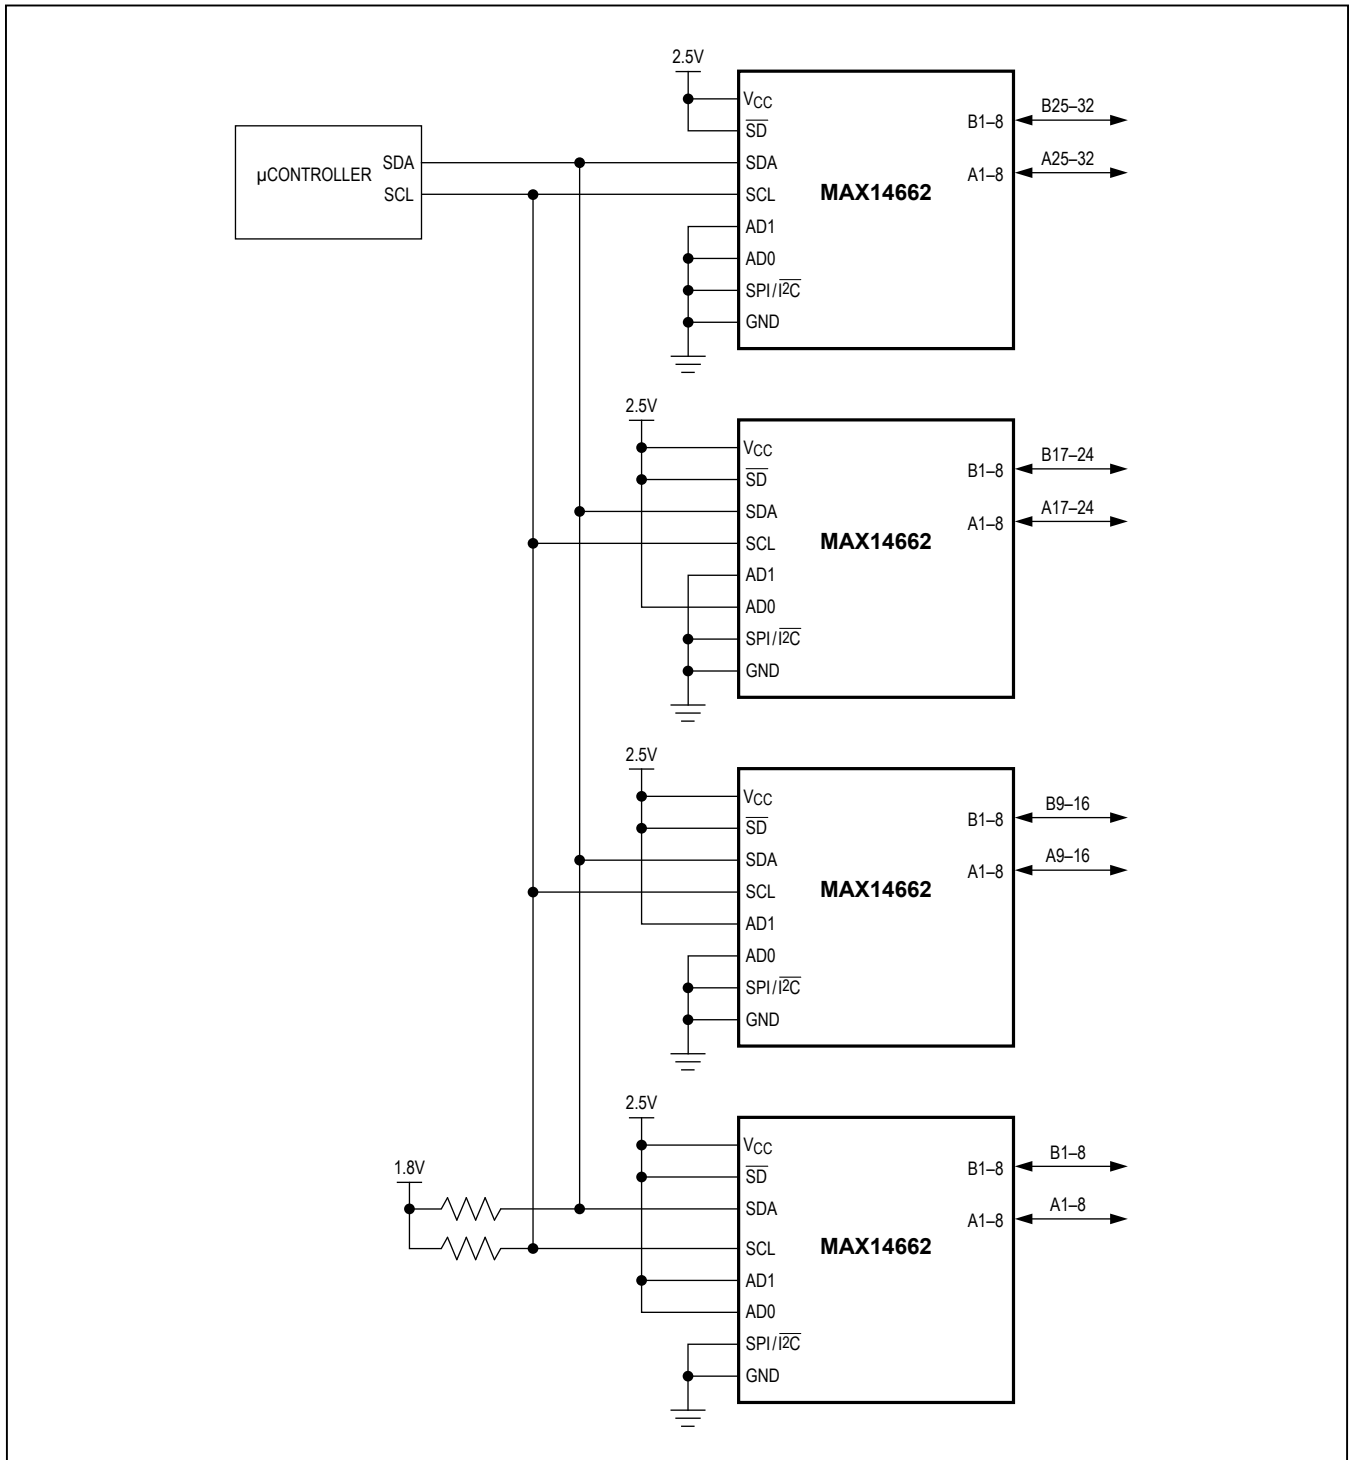 2.5V
VCC
SD
SDA
SCL
AD1
AD0
SPI/I2C
GND
MAX14662
B1–8
A1–8
B25–32
A25–32
µCONTROLLER
SDA
SCL
2.5V
VCC
SD
SDA
SCL
AD1
AD0
SPI/I2C
GND
MAX14662
B1–8
A1–8
B17–24
A17–24
2.5V
VCC
SD
SDA
SCL
AD1
AD0
SPI/I2C
GND
MAX14662
B1–8
A1–8
B9–16
A9–16
2.5V
VCC
SD
SDA
SCL
AD1
AD0
SPI/I2C
GND
MAX14662
B1–8
A1–8
B1–8
A1–8
1.8V